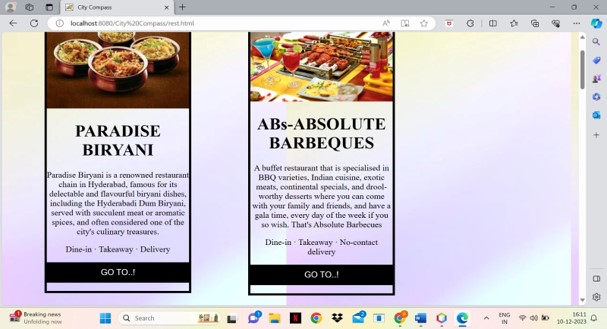 City Compass
localhost:8080/City%20Compass/rest.html
PARADISE
BIRYANI
Paradise Biryani is a renowned restaurant
chain in Hyderabad, famous for its
delectable and flavourful biryani dishes,
including the Hyderabadi Dum Biryani,
served with succulent meat or aromatic
spices, and often considered one of the
city's culinary treasures.
Dine-in · Takeaway · Delivery
GO TO..!
ABs-ABSOLUTE
BARBEQUES
A buffet restaurant that is specialised in
BBQ varieties, Indian cuisine, exotic
meats, continental specials, and drool-
worthy desserts where you can come
with your family and friends, and have a
gala time, every day of the week if you
so wish. That's Absolute Barbecues
Dine-in · Takeaway · No-contact
delivery
GO TO..!
Breaking news
Unfolding now
Search
ENG
IN
16:11
10-12-2023